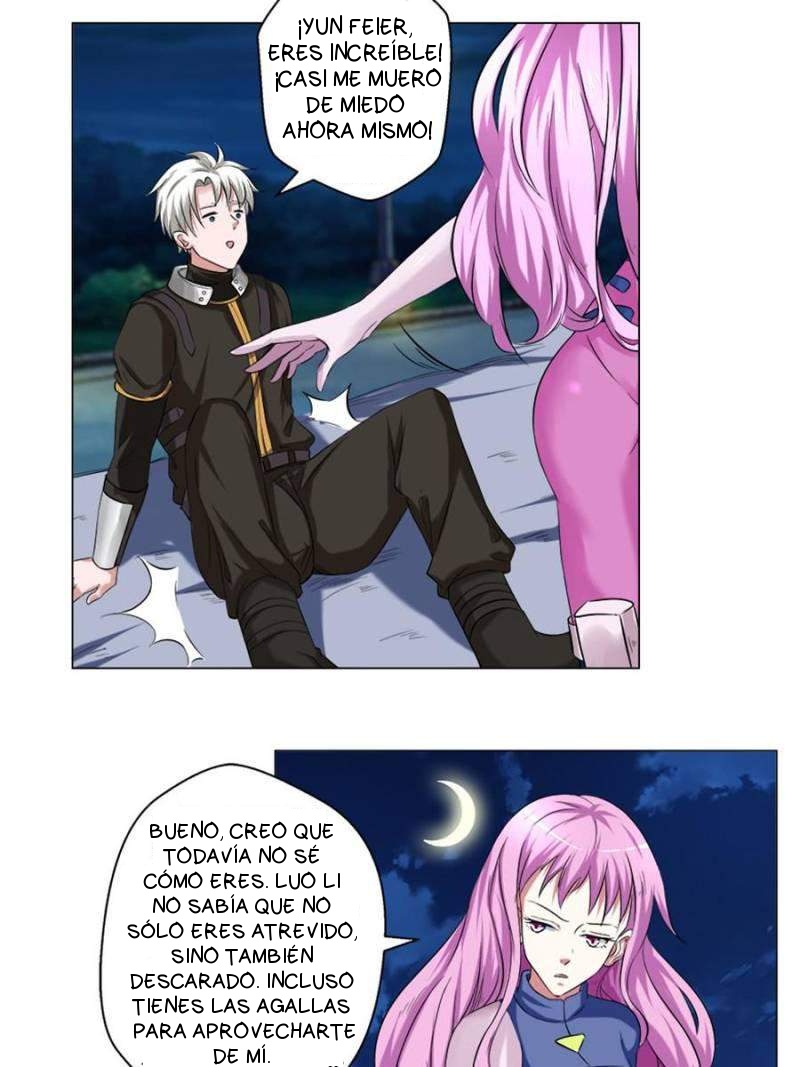 ¡YUN FEIER,
ERES INCREÍBLE!
¡CASI ME MUERO
DE MIEDO
AHORA MISMO!
BUENO, CREO QUE
TODAVÍA NO SÉ
CÓMO ERES. LUO LI
NO SABÍA QUE NO
SÓLO ERES ATREVIDO,
SINO TAMBIÉN
DESCARADO. INCLUSO
TIENES LAS AGALLAS
PARA APROVECHARTE
DE MÍ.